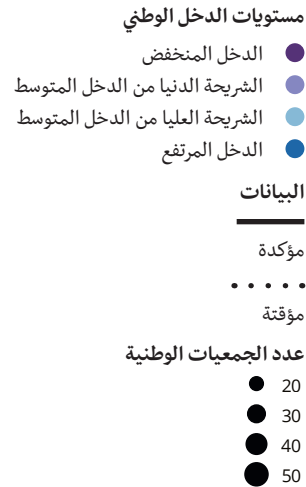 مستويات الدخل الوطني
الدخل المنخفض
الشريحة الدنيا من الدخل المتوسط
الشريحة العليا من الدخل المتوسط
الدخل المرتفع
البيانات
مؤكدة
مؤقتة
عدد الجمعيات الوطنية
20
30
40
50